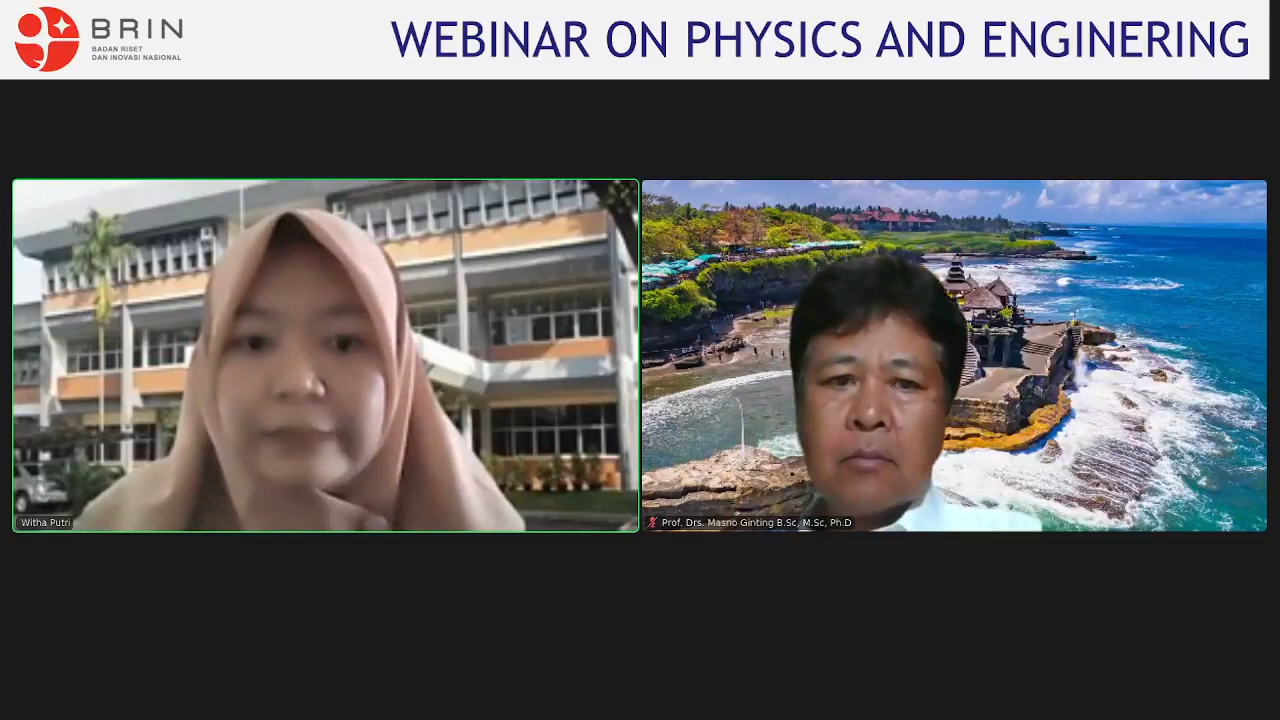 BRIN
BADAN RISET
DAN INOVASI NASIONAL
WEBINAR ON PHYSICS AND ENGINERING
Witha Putri
Prof. Drs. Masno Ginting B.Sc, M.Sc, Ph.D